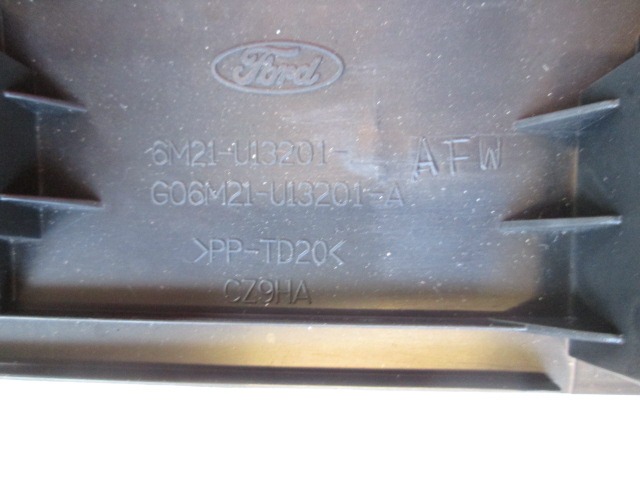 Ford
6M21-U13201- AFW
G06M21-U13201-A
>PP-TD20<
CZ9HA